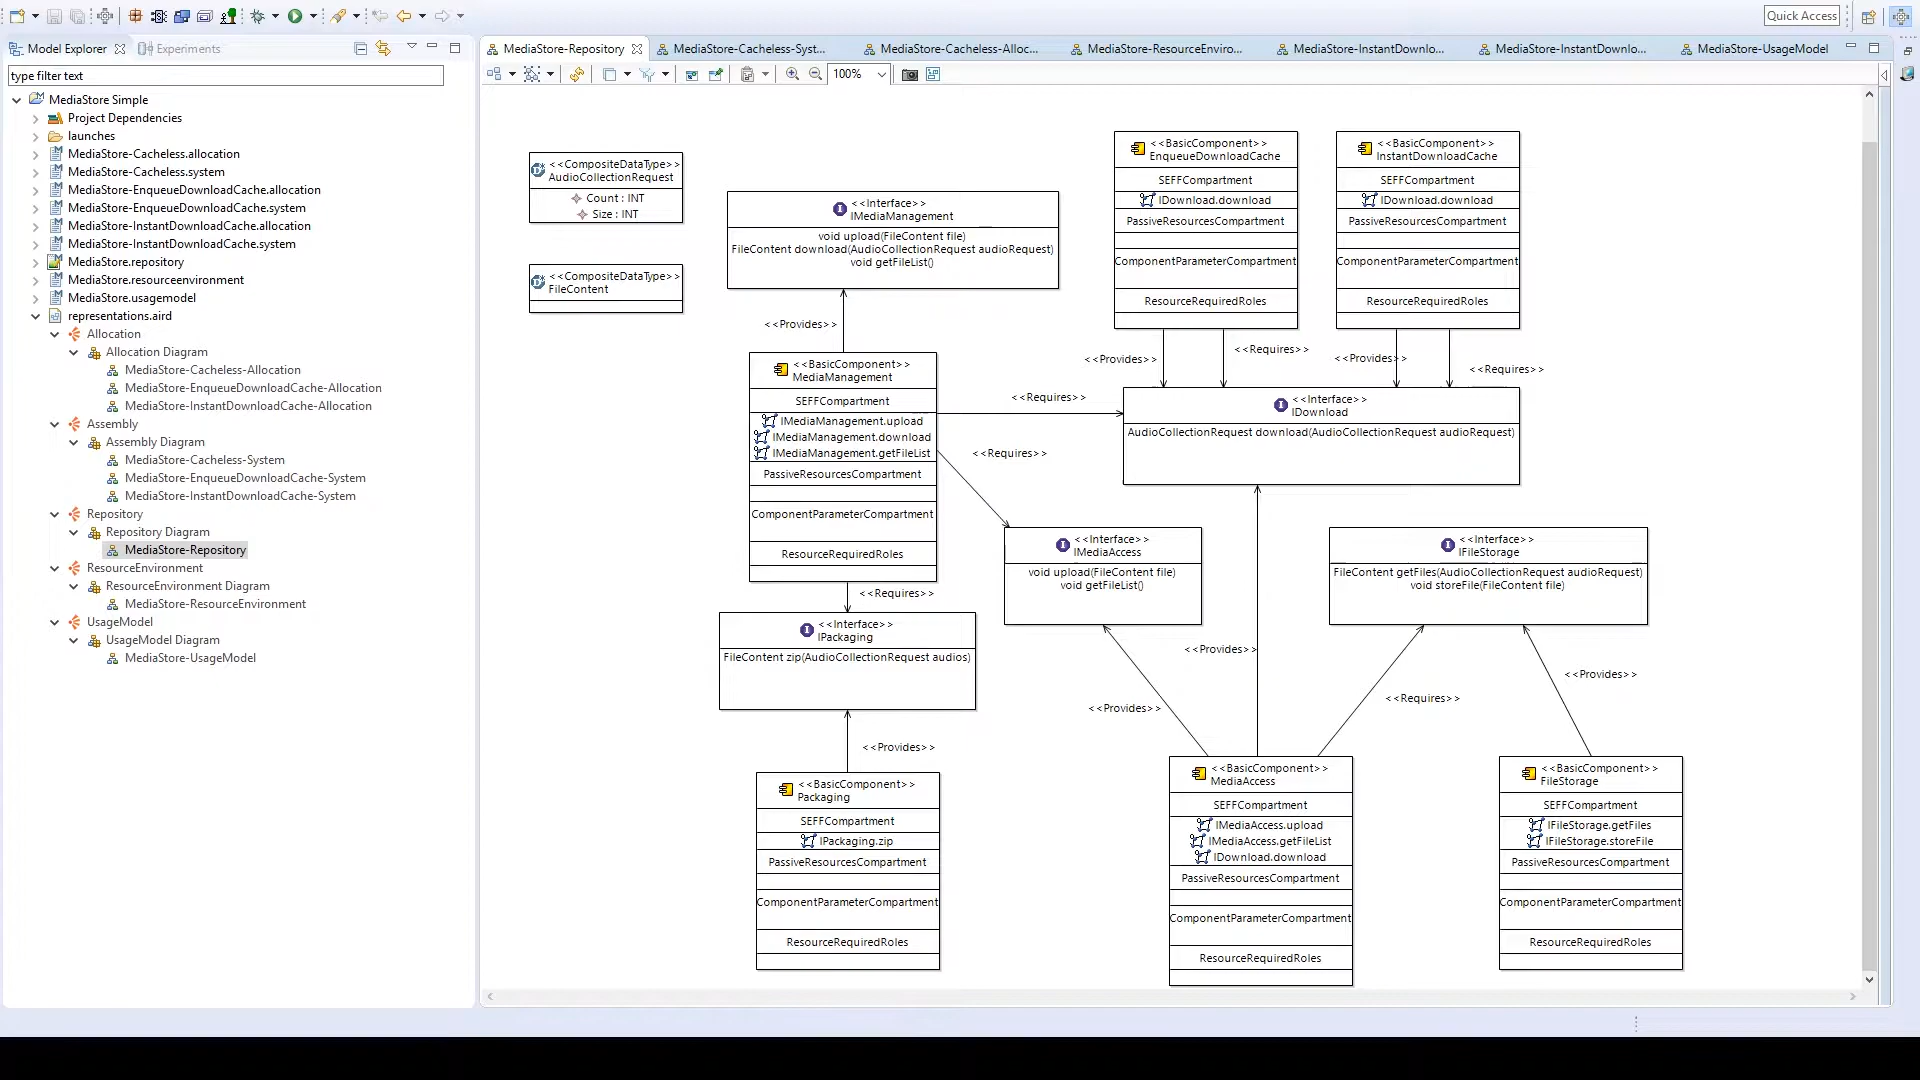 Quick Access
Model Explorer
Experiments
type filter text
MediaStore Simple
Project Dependencies
launches
MediaStore-Cacheless.allocation
MediaStore-Cacheless.system
MediaStore-EnqueueDownloadCache.allocation
MediaStore-EnqueueDownloadCache.system
MediaStore-InstantDownloadCache.allocation
MediaStore-InstantDownloadCache.system
MediaStore.repository
MediaStore.resourceenvironment
MediaStore.usagemodel
representations.aird
Allocation
Allocation Diagram
MediaStore-Cacheless-Allocation
MediaStore-EnqueueDownloadCache-Allocation
MediaStore-InstantDownloadCache-Allocation
Assembly
Assembly Diagram
MediaStore-Cacheless-System
MediaStore-EnqueueDownloadCache-System
MediaStore-InstantDownloadCache-System
Repository
Repository Diagram
MediaStore-Repository
ResourceEnvironment
ResourceEnvironment Diagram
MediaStore-ResourceEnvironment
UsageModel
UsageModel Diagram
MediaStore-UsageModel
MediaStore-Repository
MediaStore-Cacheless-Syst...
MediaStore-Cacheless-Alloc...
MediaStore-ResourceEnviro...
MediaStore-InstantDownlo...
MediaStore-InstantDownlo...
MediaStore-UsageModel
100%
<<CompositeDataType>>
AudioCollectionRequest
Count : INT
Size : INT
<<CompositeDataType>>
FileContent
<<Interface>>
IMediaManagement
void upload(FileContent file)
FileContent download(AudioCollectionRequest audioRequest)
void getFileList()
<<BasicComponent>>
EnqueueDownloadCache
SEFFCompartment
IDownload.download
PassiveResourcesCompartment
ComponentParameterCompartment
ResourceRequiredRoles
<<BasicComponent>>
InstantDownloadCache
SEFFCompartment
IDownload.download
PassiveResourcesCompartment
ComponentParameterCompartment
ResourceRequiredRoles
<<Provides>>
<<Provides>>
<<Requires>>
<<Provides>>
<<Requires>>
<<BasicComponent>>
MediaManagement
SEFFCompartment
IMediaManagement.upload
IMediaManagement.download
IMediaManagement.getFileList
PassiveResourcesCompartment
ComponentParameterCompartment
ResourceRequiredRoles
<<Requires>>
<<Requires>>
<<Interface>>
IDownload
AudioCollectionRequest download(AudioCollectionRequest audioRequest)
<<Interface>>
IMediaAccess
void upload(FileContent file)
void getFileList()
<<Interface>>
IFileStorage
FileContent getFiles(AudioCollectionRequest audioRequest)
void storeFile(FileContent file)
<<Requires>>
<<Interface>>
IPackaging
FileContent zip(AudioCollectionRequest audios)
<<Provides>>
<<Provides>>
<<Requires>>
<<Provides>>
<<Provides>>
<<BasicComponent>>
Packaging
SEFFCompartment
IPackaging.zip
PassiveResourcesCompartment
ComponentParameterCompartment
ResourceRequiredRoles
<<BasicComponent>>
MediaAccess
SEFFCompartment
IMediaAccess.upload
IMediaAccess.getFileList
IDownload.download
PassiveResourcesCompartment
ComponentParameterCompartment
ResourceRequiredRoles
<<BasicComponent>>
FileStorage
SEFFCompartment
IFileStorage.getFiles
IFileStorage.storeFile
PassiveResourcesCompartment
ComponentParameterCompartment
ResourceRequiredRoles